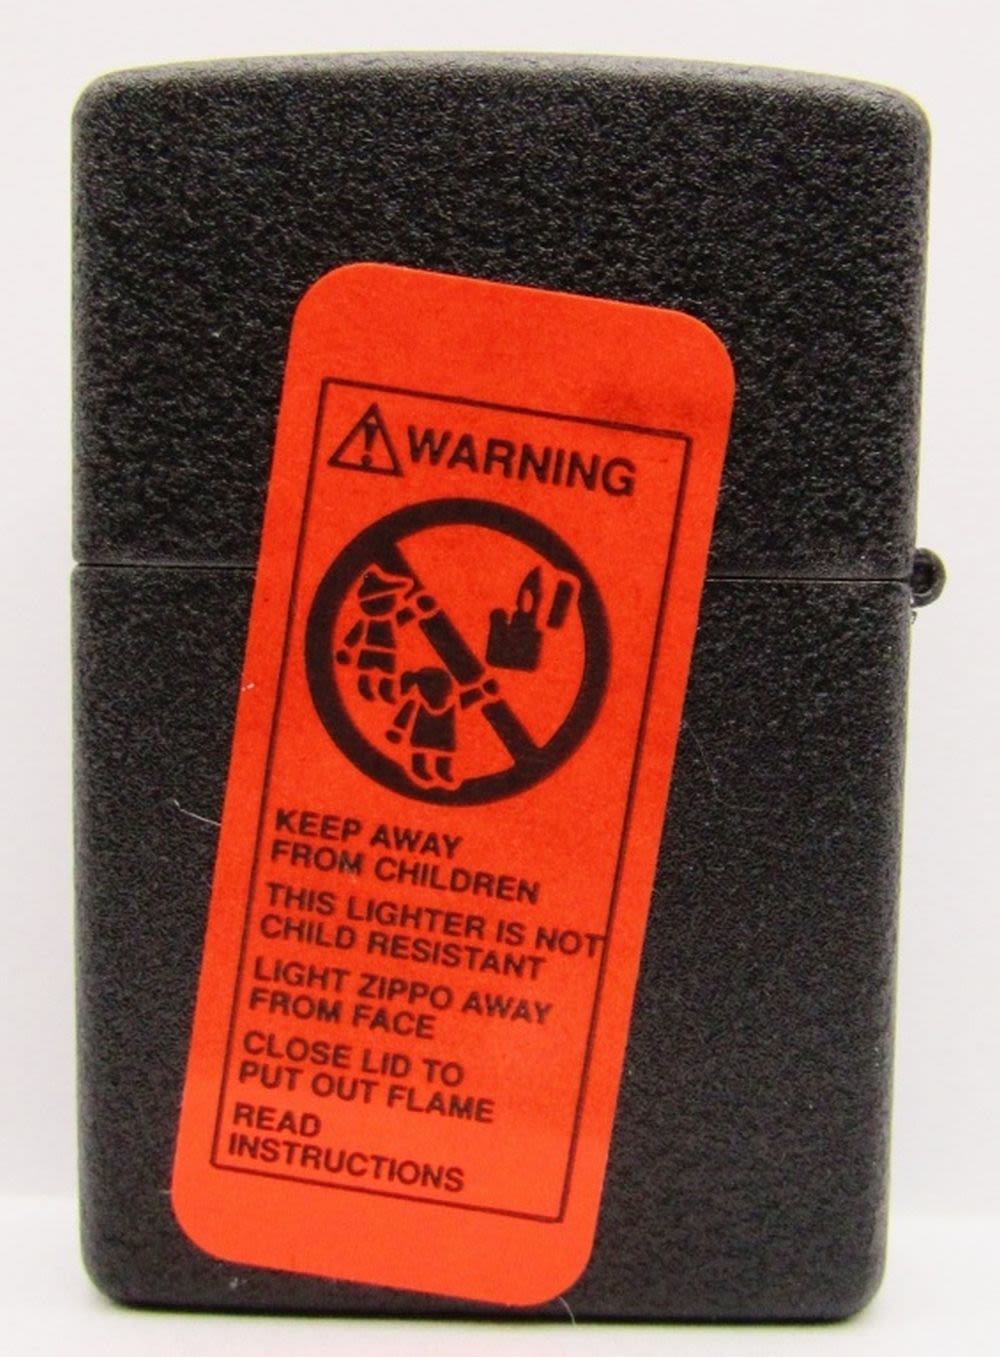 WARNING
KEEP AWAY
FROM CHILDREN
THIS LIGHTER IS NOT
CHILD RESISTANT
LIGHT ZIPPO AWAY
FROM FACE
CLOSE LID TO
PUT OUT FLAME
READ
INSTRUCTIONS